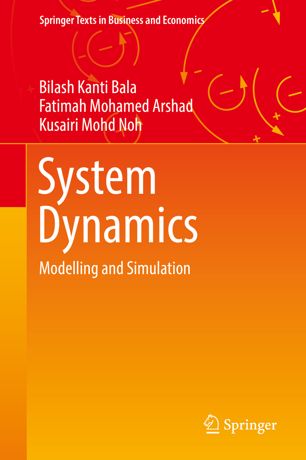 Springer Texts in Business and Economics
Bilash Kanti Bala
Fatimah Mohamed Arshad
Kusairi Mohd Noh
System
Dynamics
Modelling and Simulation
Springer